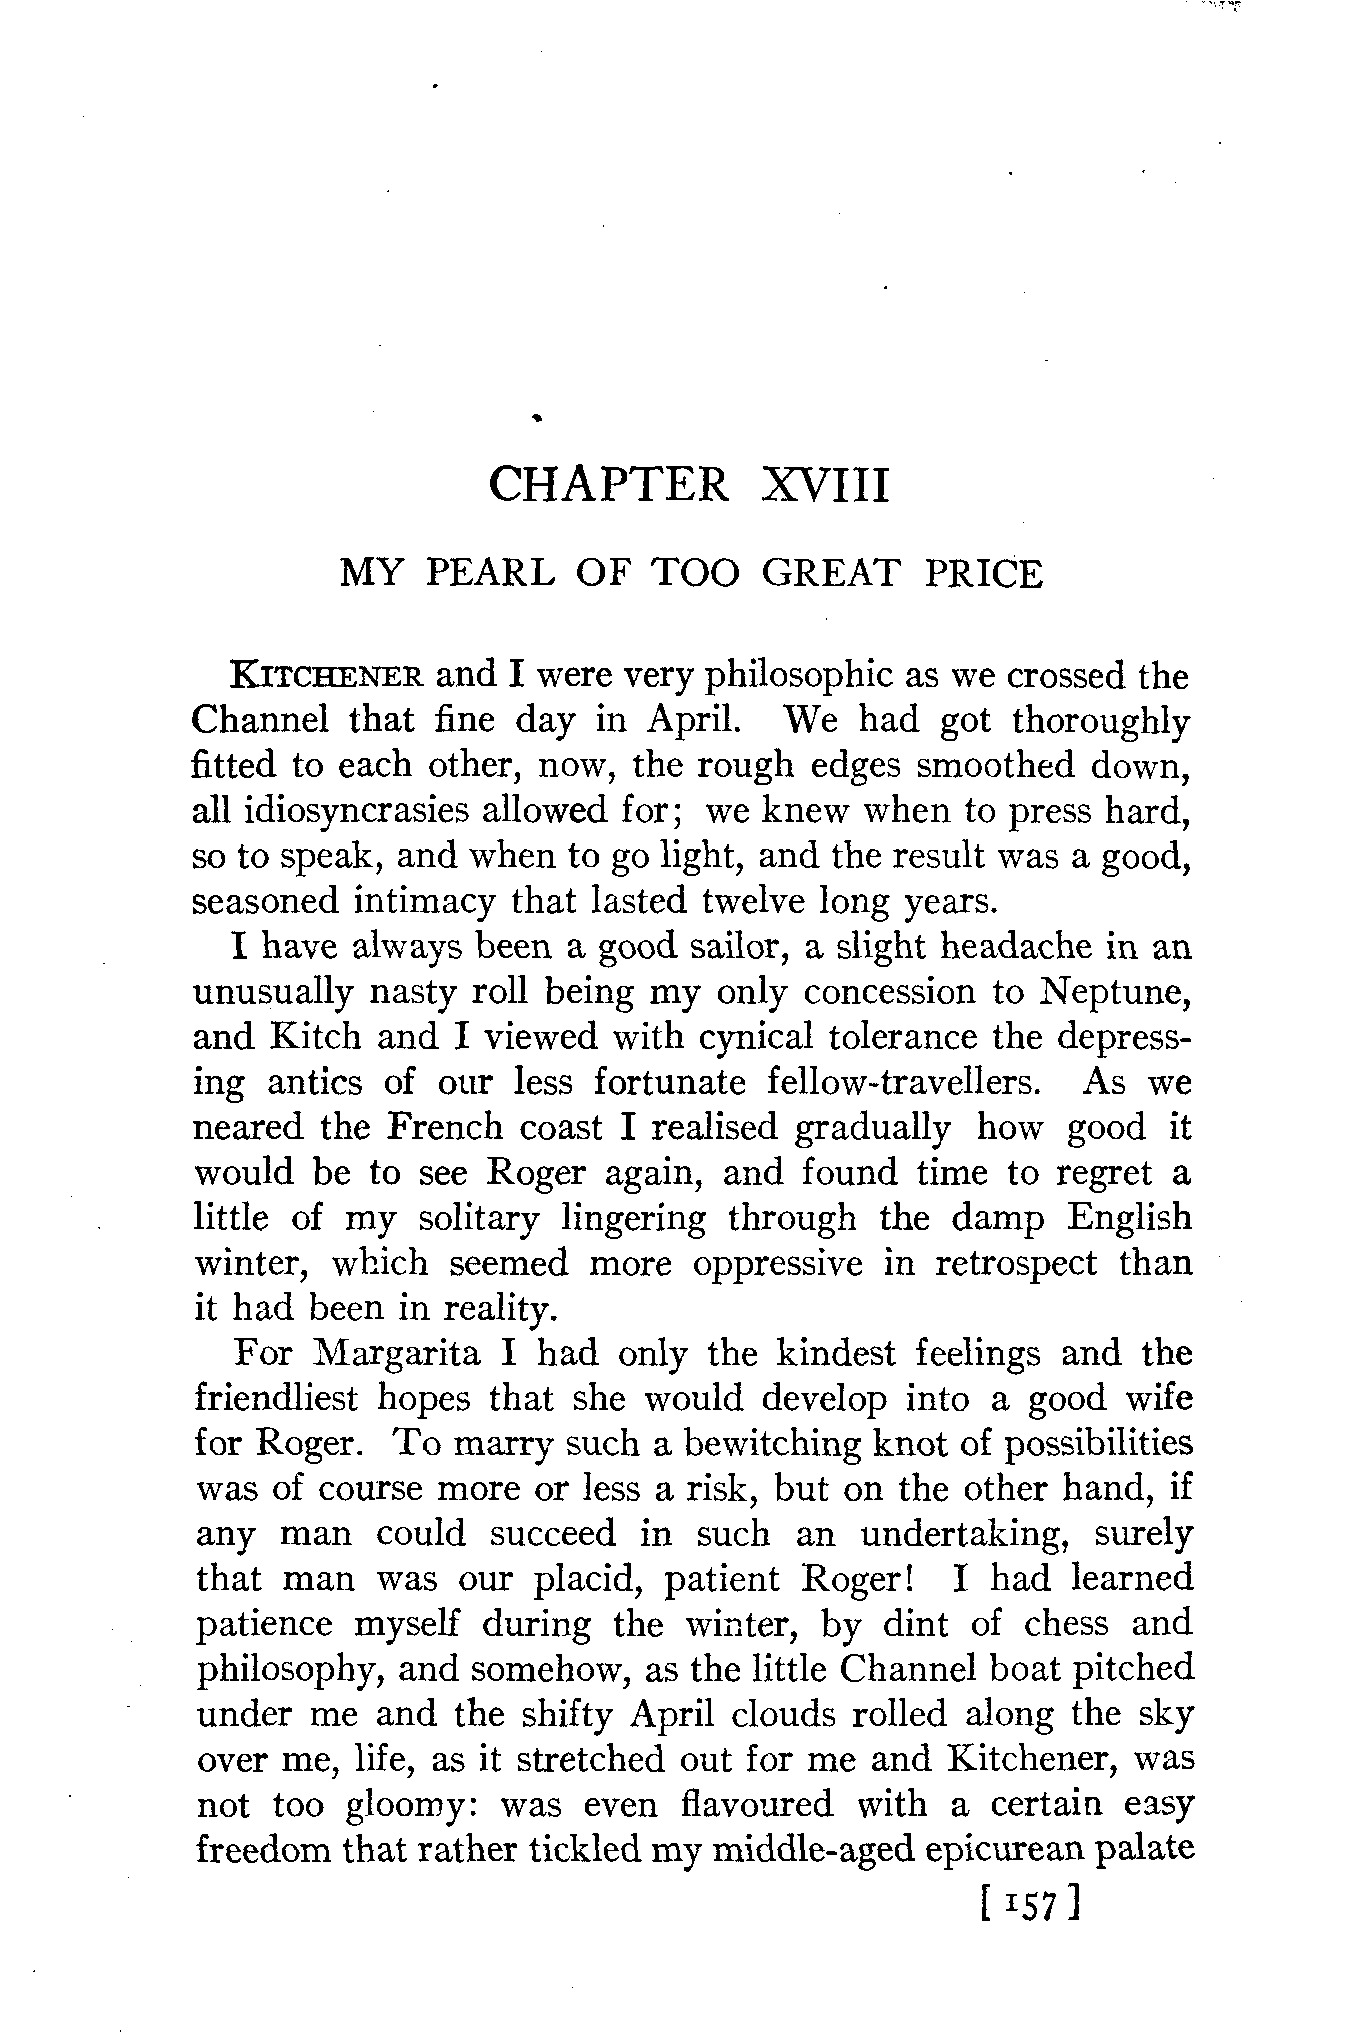 CHAPTER XVIII
MY PEARL OF TOO GREAT PRICE
KITCHENER and I were very philosophic as we crossed the
Channel that fine day in April. We had got thoroughly
fitted to each other, now, the rough edges smoothed down,
all idiosyncrasies allowed for; we knew when to press hard,
so to speak, and when to go light, and the result was a good,
seasoned intimacy that lasted twelve long years.
I have always been a good sailor, a slight headache in an
unusually nasty roll being my only concession to Neptune,
and Kitch and I viewed with cynical tolerance the depress-
ing antics of our less fortunate fellow-travellers. As we
neared the French coast I realised gradually how good it
would be to see Roger again, and found time to regret a
little of my solitary lingering through the damp English
winter, which seemed more oppressive in retrospect than
it had been in reality.
For Margarita I had only the kindest feelings and the
friendliest hopes that she would develop into a good wife
for Roger. To marry such a bewitching knot of possibilities
was of course more or less a risk, but on the other hand, if
any man could succeed in such an undertaking, surely
that man was our placid, patient Roger! I had learned
patience myself during the winter, by dint of chess and
philosophy, and somehow, as the little Channel boat pitched
under me and the shifty April clouds rolled along the sky
over me, life, as it stretched out for me and Kitchener, was
not too gloomy: was even flavoured with a certain easy
freedom that rather tickled my middle-aged epicurean palate
[157]